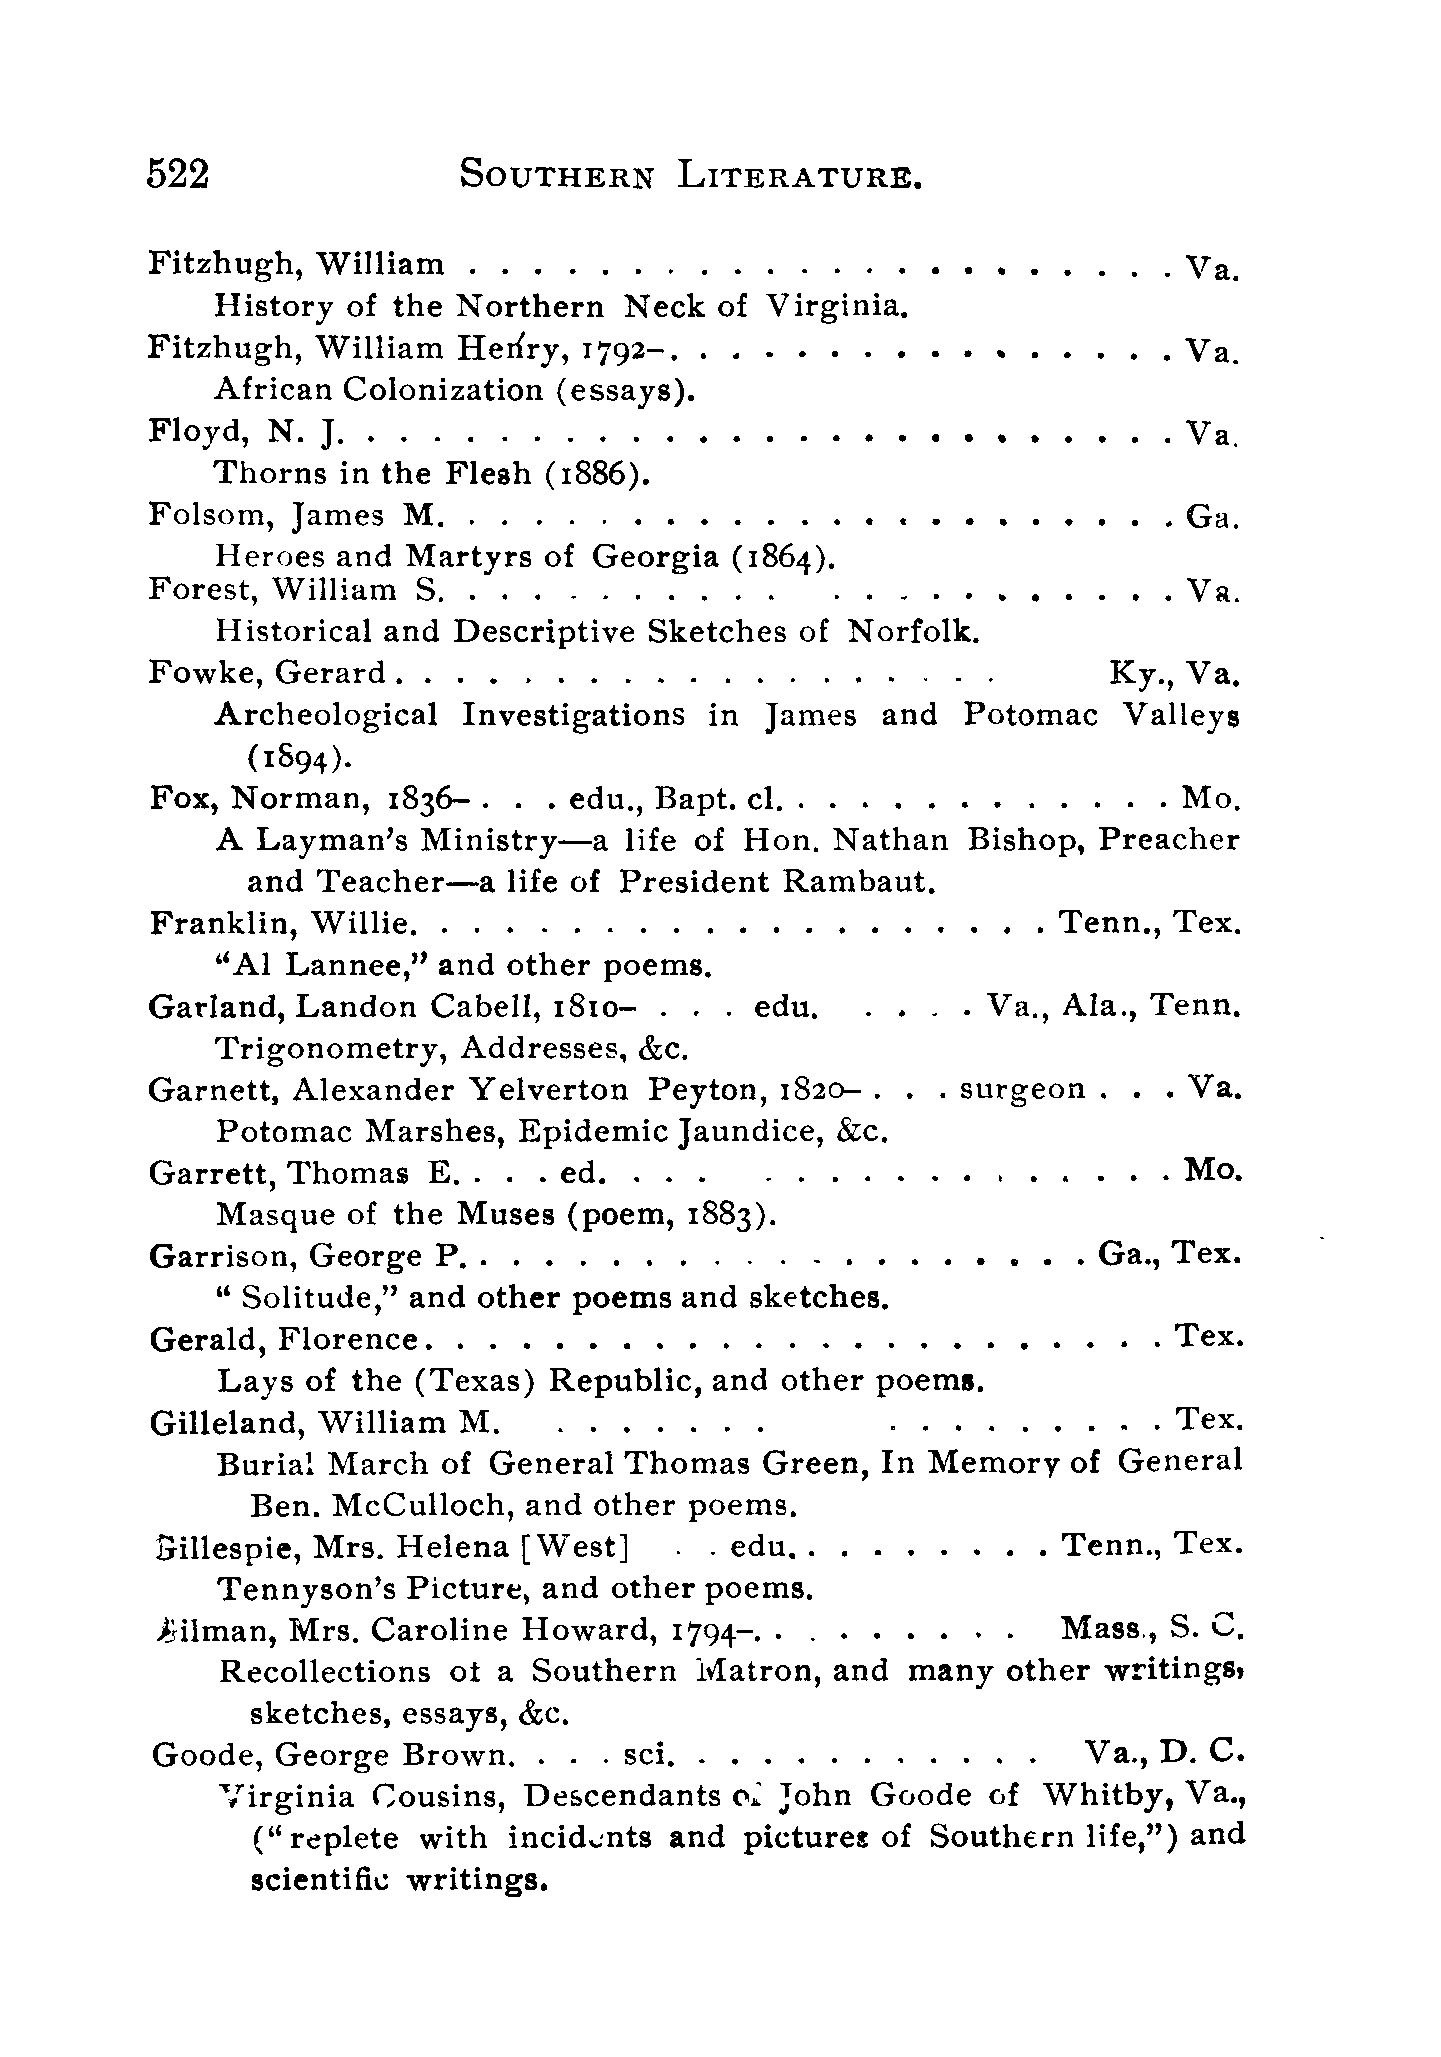 522 SOUTHERN LITERATURE.
Fitzhugh, William . . . . . . . . . . . . . . . . . . . . . . Va.
History of the Northern Neck of Virginia.
Fitzhugh, William Henry, 1792–. . . . . . . . . . . . . . . . Va.
African Colonization (essays).
Floyd, N. J. . . . . . . . . . . . . . . . . . . . . . . . . . Va.
Thorns in the Flesh (1886).
Folsom, James M. . . . . . . . . . . . . . . . . . . . . . . . Ga.
Heroes and Martyrs of Georgia (1864).
Forest, William S. . . . . . . . . . . . . . . . . . . . . . . Va.
Historical and Descriptive Sketches of Norfolk.
Fowke, Gerard . . . . . . . . . . . . . . . . . . . Ky., Va.
Archeological Investigations in James and Potomac Valleys
(1894).
Fox, Norman, 1836– . . . edu., Bapt. cl. . . . . . . . . . . . . Mo.
A Layman's Ministry—a life of Hon. Nathan Bishop, Preacher
and Teacher—a life of President Rambaut.
Franklin, Willie. . . . . . . . . . . . . . . . . . . . Tenn., Tex.
"Al Lannee," and other poems.
Garland, Landon Cabell, 1810– . . . edu. . . . . Va., Ala., Tenn.
Trigonometry, Addresses, &c.
Garnett, Alexander Yelverton Peyton, 1820– . . . surgeon . . . Va.
Potomac Marshes, Epidemic Jaundice, &c.
Garrett, Thomas E. . . . ed. . . . . . . . . . . . . . . . . . Mo.
Masque of the Muses (poem, 1883).
Garrison, George P. . . . . . . . . . . . . . . . . . . . Ga., Tex.
" Solitude," and other poems and sketches.
Gerald, Florence. . . . . . . . . . . . . . . . . . . . . . . Tex.
Lays of the (Texas) Republic, and other poems.
Gilleland, William M. . . . . . . . . . . . . . . . . . Tex.
Burial March of General Thomas Green, In Memory of General
Ben. McCulloch, and other poems.
Gillespie, Mrs. Helena [West] . . edu. . . . . . . . . Tenn., Tex.
Tennyson's Picture, and other poems.
Gilman, Mrs. Caroline Howard, 1794–. . . . . . . . . Mass., S. C.
Recollections of a Southern Matron, and many other writings,
sketches, essays, &c.
Goode, George Brown. . . . sci. . . . . . . . . . . . Va., D. C.
Virginia Cousins, Descendants of John Goode of Whitby, Va.,
(" replete with incidents and pictures of Southern life,") and
scientific writings.